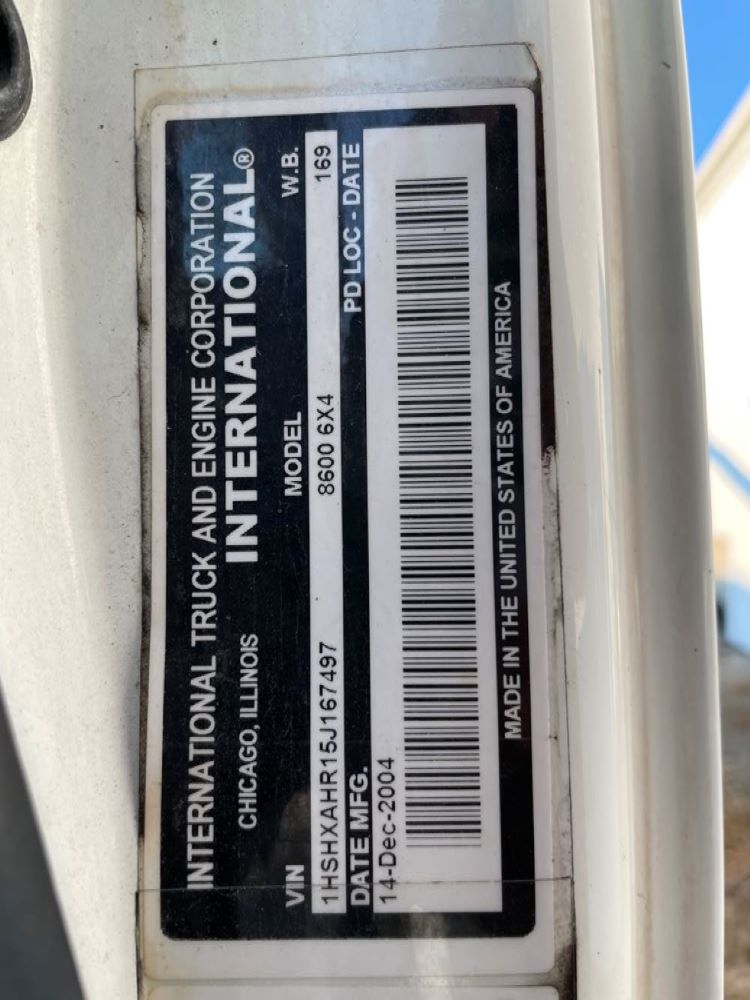 INTERNATIONAL TRUCK AND ENGINE CORPORATION
CHICAGO, ILLINOIS INTERNATIONAL®
VIN MODEL W.B.
1HSHXAHR15J167497 8600 6X4 169
DATE MFG. PD LOC - DATE
14-Dec-2004
MADE IN THE UNITED STATES OF AMERICA